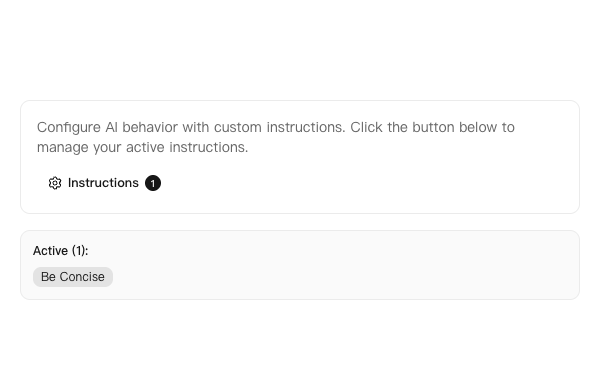 Configure AI behavior with custom instructions. Click the button below to
manage your active instructions.
Instructions 1
Active (1):
Be Concise